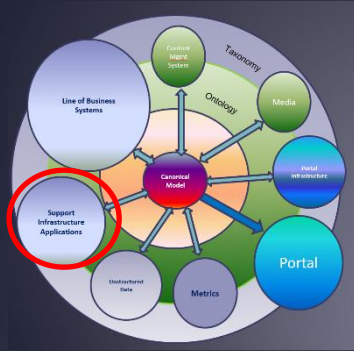 Content
Mgmt
System
Taxonomy
Ontology
Media
Line of Business
Systems
Portal
Infrastructure
Canonical
Model
Support
Infrastructure
Applications
Portal
Unstructured
Data
Metrics